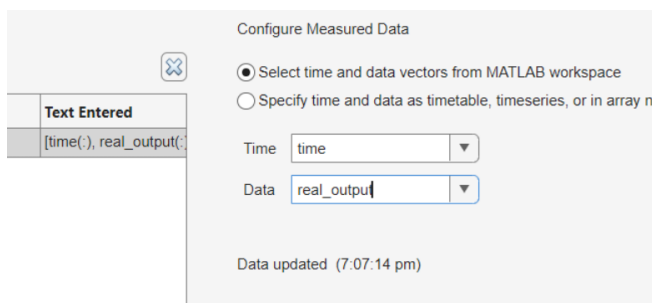 Configure Measured Data
Select time and data vectors from MATLAB workspace
Specify time and data as timetable, timeseries, or in array n
Text Entered
[time(:), real_output(:
Time time
Data real_output
Data updated (7:07:14 pm)